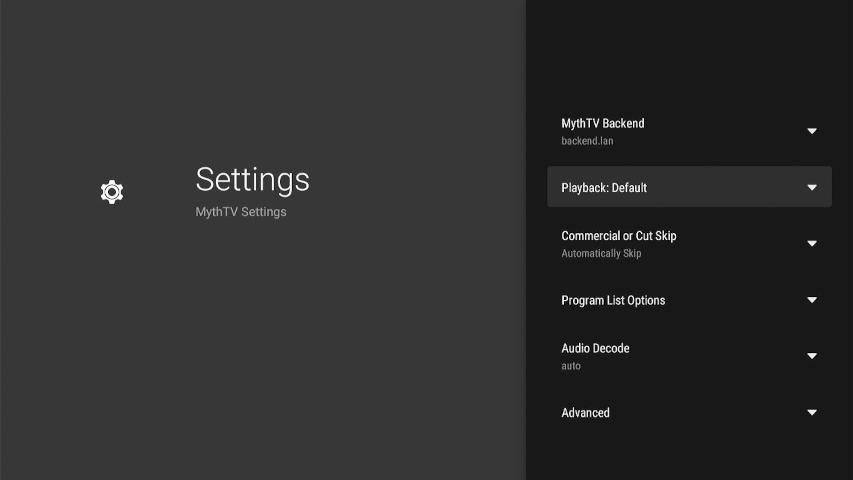 Settings
MythTV Settings
MythTV Backend
backend.lan
Playback: Default
Commercial or Cut Skip
Automatically Skip
Program List Options
Audio Decode
auto
Advanced